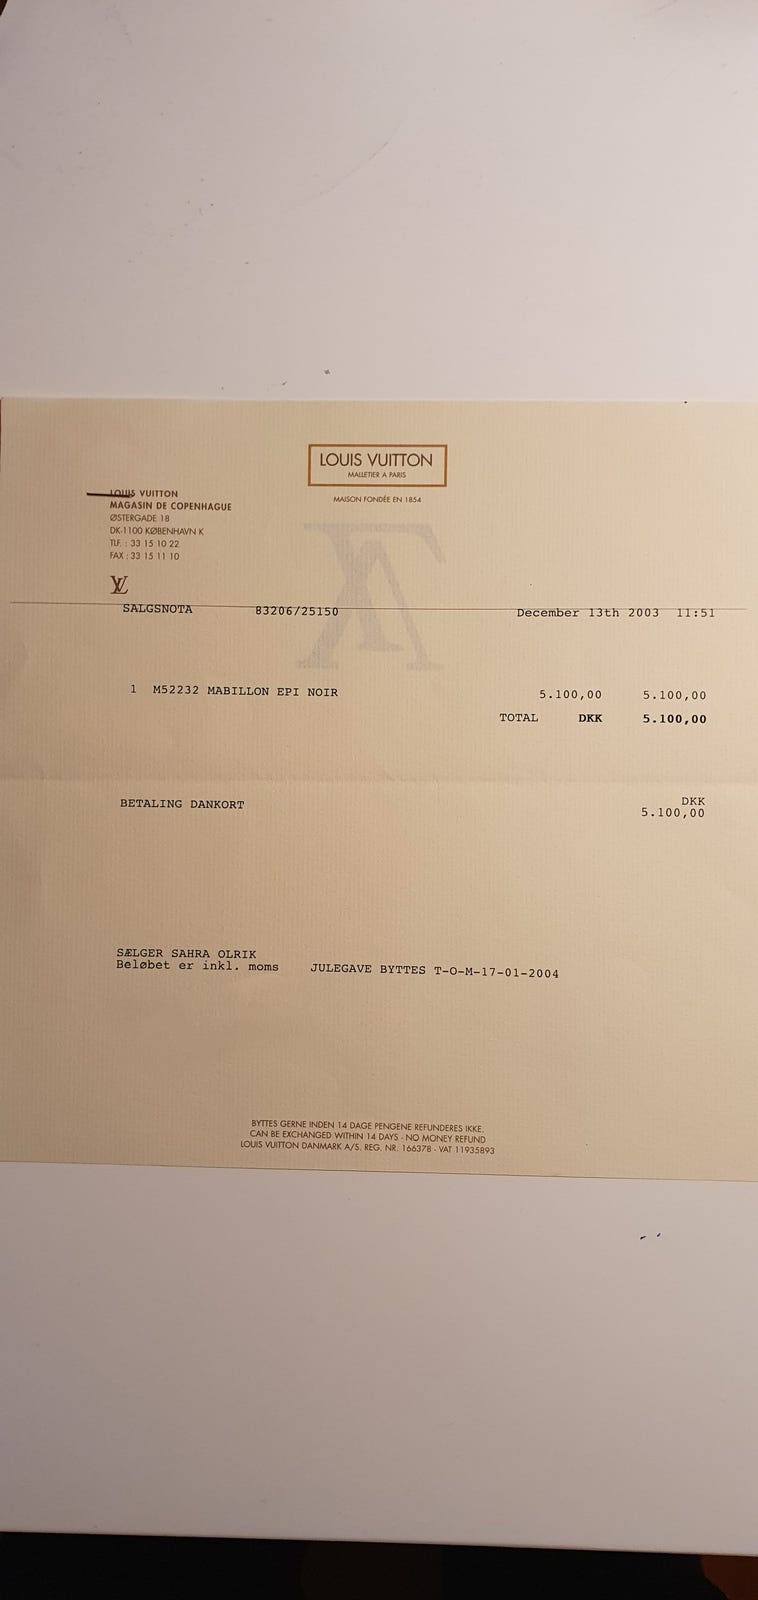 LOUIS VUITTON
MALLETIER A PARIS
MAISON FONDÉE EN 1854
LOUIS VUITTON
MAGASIN DE COPENHAGUE
ØSTERGADE 18
DK-1100 KØBENHAVN K
TLF. : 33 15 10 22
FAX : 33 15 11 10
LV
SALGSNOTA 83206/25150 December 13th 2003 11:51
1 M52232 MABILLON EPI NOIR 5.100,00 5.100,00
TOTAL DKK 5.100,00
BETALING DANKORT DKK
5.100,00
SÆLGER SAHRA OLRIK
Beløbet er inkl. moms JULEGAVE BYTTES T-O-M-17-01-2004
BYTTES GERNE INDEN 14 DAGE PENGENE REFUNDERES IKKE.
CAN BE EXCHANGED WITHIN 14 DAYS - NO MONEY REFUND
LOUIS VUITTON DANMARK A/S. REG. NR. 166378 - VAT 11935893